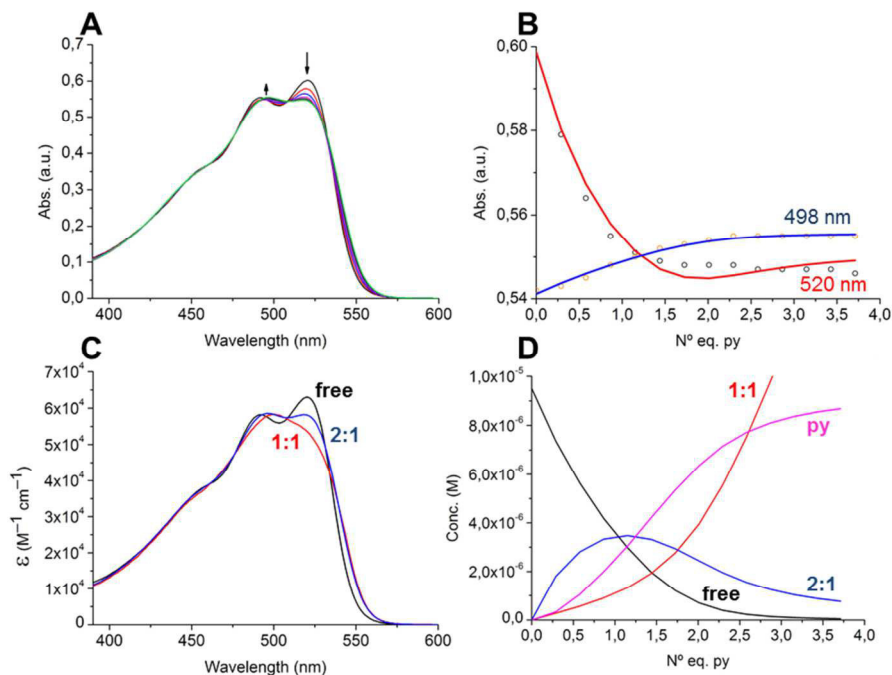 A
0,7
0,6
0,5
0,4
0,3
0,2
0,1
0,0
Abs. (a.u.)
400 450 500 550 600
Wavelength (nm)
B
0,60
0,58
0,56
0,54
Abs. (a.u.)
498 nm
520 nm
0,0 0,5 1,0 1,5 2,0 2,5 3,0 3,5 4,0
Nº eq. py
C
7x10⁴
6x10⁴
5x10⁴
4x10⁴
3x10⁴
2x10⁴
1x10⁴
0
ε (M⁻¹ cm⁻¹)
free
2:1
1:1
400 450 500 550 600
Wavelength (nm)
D
1,0x10⁻⁵
8,0x10⁻⁶
6,0x10⁻⁶
4,0x10⁻⁶
2,0x10⁻⁶
0,0
Conc. (M)
1:1
py
free
2:1
0,0 0,5 1,0 1,5 2,0 2,5 3,0 3,5 4,0
Nº eq. py